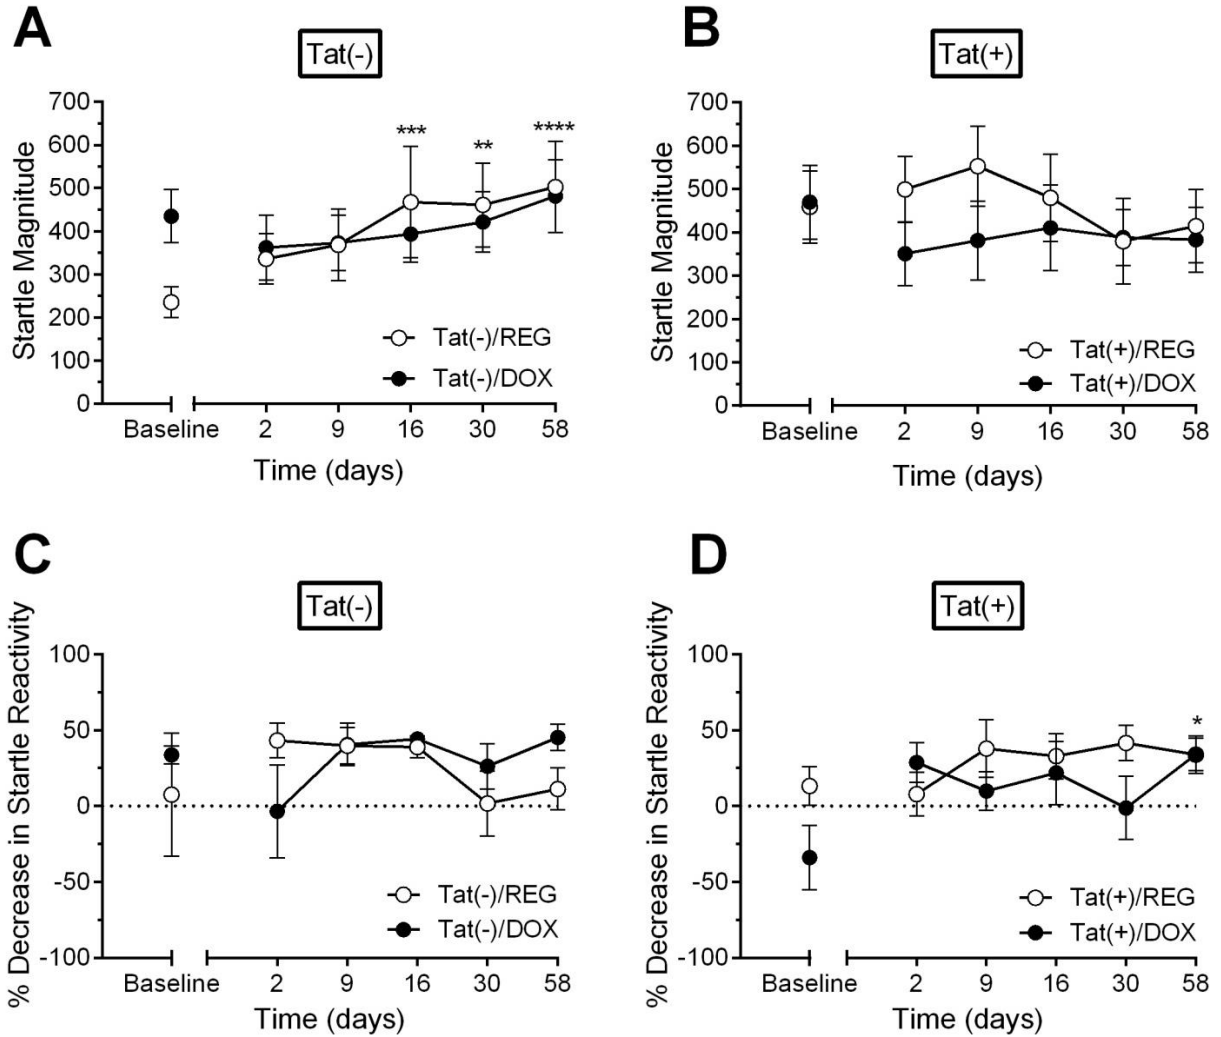 A
Tat(-)
Startle Magnitude
700
600
500
400
300
200
100
0
***
**
****
Tat(-)/REG
Tat(-)/DOX
Baseline 2 9 16 30 58
Time (days)
B
Tat(+)
Startle Magnitude
700
600
500
400
300
200
100
0
Tat(+)/REG
Tat(+)/DOX
Baseline 2 9 16 30 58
Time (days)
C
Tat(-)
% Decrease in Startle Reactivity
100
50
0
-50
-100
Tat(-)/REG
Tat(-)/DOX
Baseline 2 9 16 30 58
Time (days)
D
Tat(+)
% Decrease in Startle Reactivity
100
50
0
-50
-100
*
Tat(+)/REG
Tat(+)/DOX
Baseline 2 9 16 30 58
Time (days)